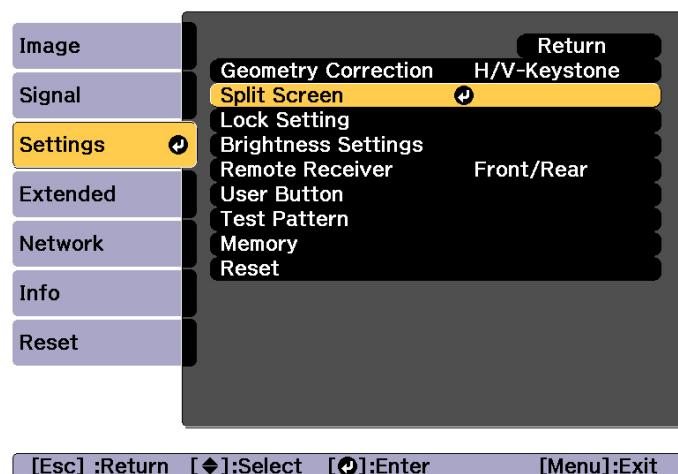 Image
Signal
Settings
Extended
Network
Info
Reset
Return
Geometry Correction H/V-Keystone
Split Screen
Lock Setting
Brightness Settings
Remote Receiver Front/Rear
User Button
Test Pattern
Memory
Reset
[Esc] :Return [◆]:Select [⏎]:Enter [Menu]:Exit